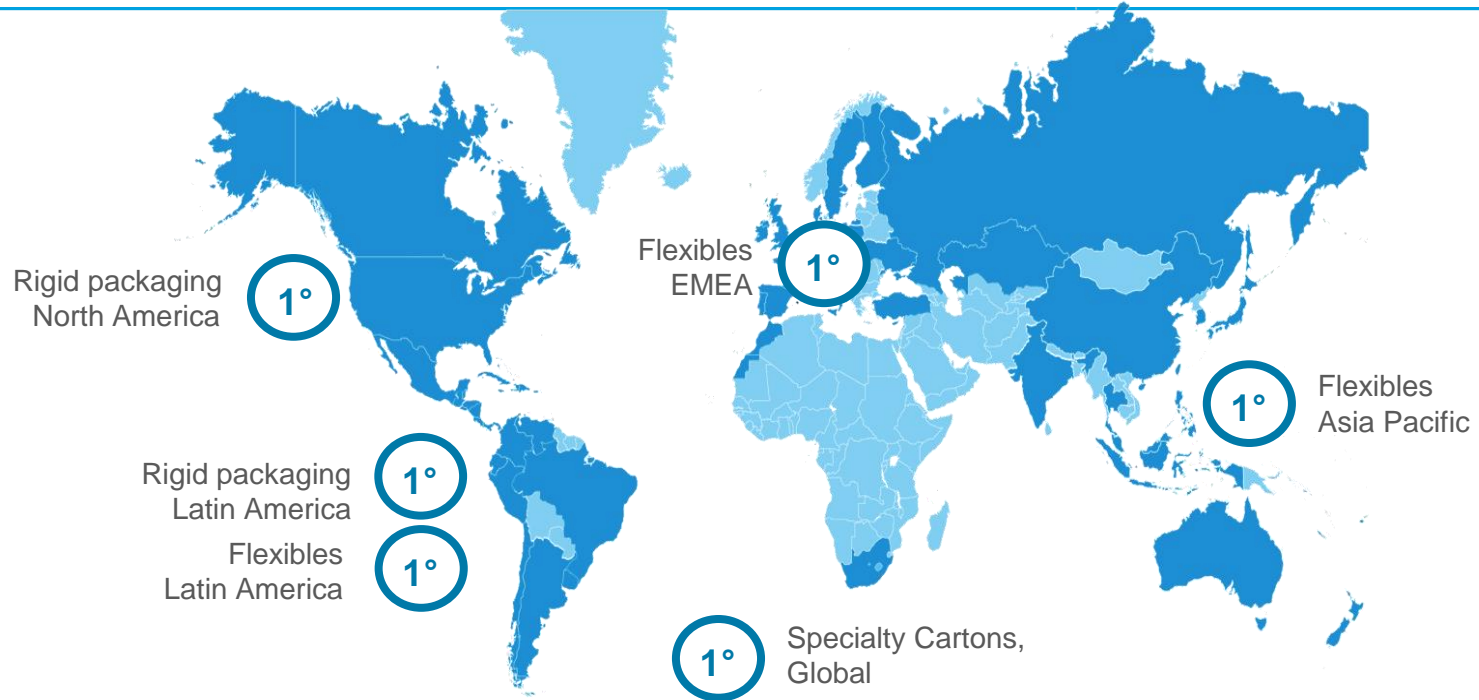 Rigid packaging
North America
1°
Flexibles
EMEA
1°
1°
Flexibles
Asia Pacific
Rigid packaging
Latin America
1°
Flexibles
Latin America
1°
1°
Specialty Cartons,
Global